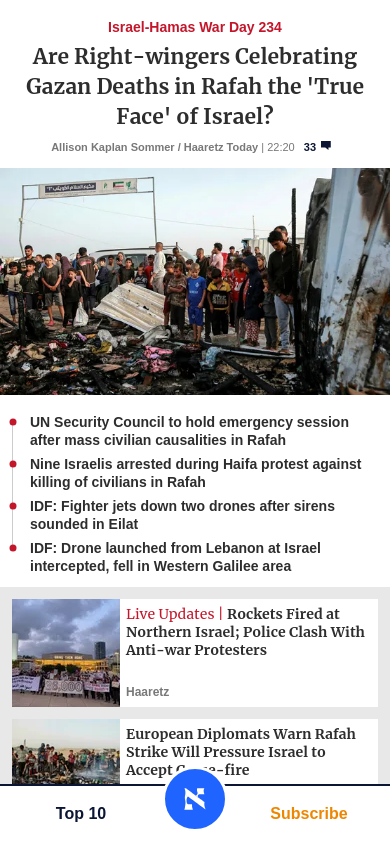 Israel-Hamas War Day 234
Are Right-wingers Celebrating
Gazan Deaths in Rafah the 'True
Face' of Israel?
Allison Kaplan Sommer / Haaretz Today | 22:20 33
UN Security Council to hold emergency session
after mass civilian causalities in Rafah
Nine Israelis arrested during Haifa protest against
killing of civilians in Rafah
IDF: Fighter jets down two drones after sirens
sounded in Eilat
IDF: Drone launched from Lebanon at Israel
intercepted, fell in Western Galilee area
Live Updates | Rockets Fired at
Northern Israel; Police Clash With
Anti-war Protesters
Haaretz
European Diplomats Warn Rafah
Strike Will Pressure Israel to
Accept
Top 10
Subscribe